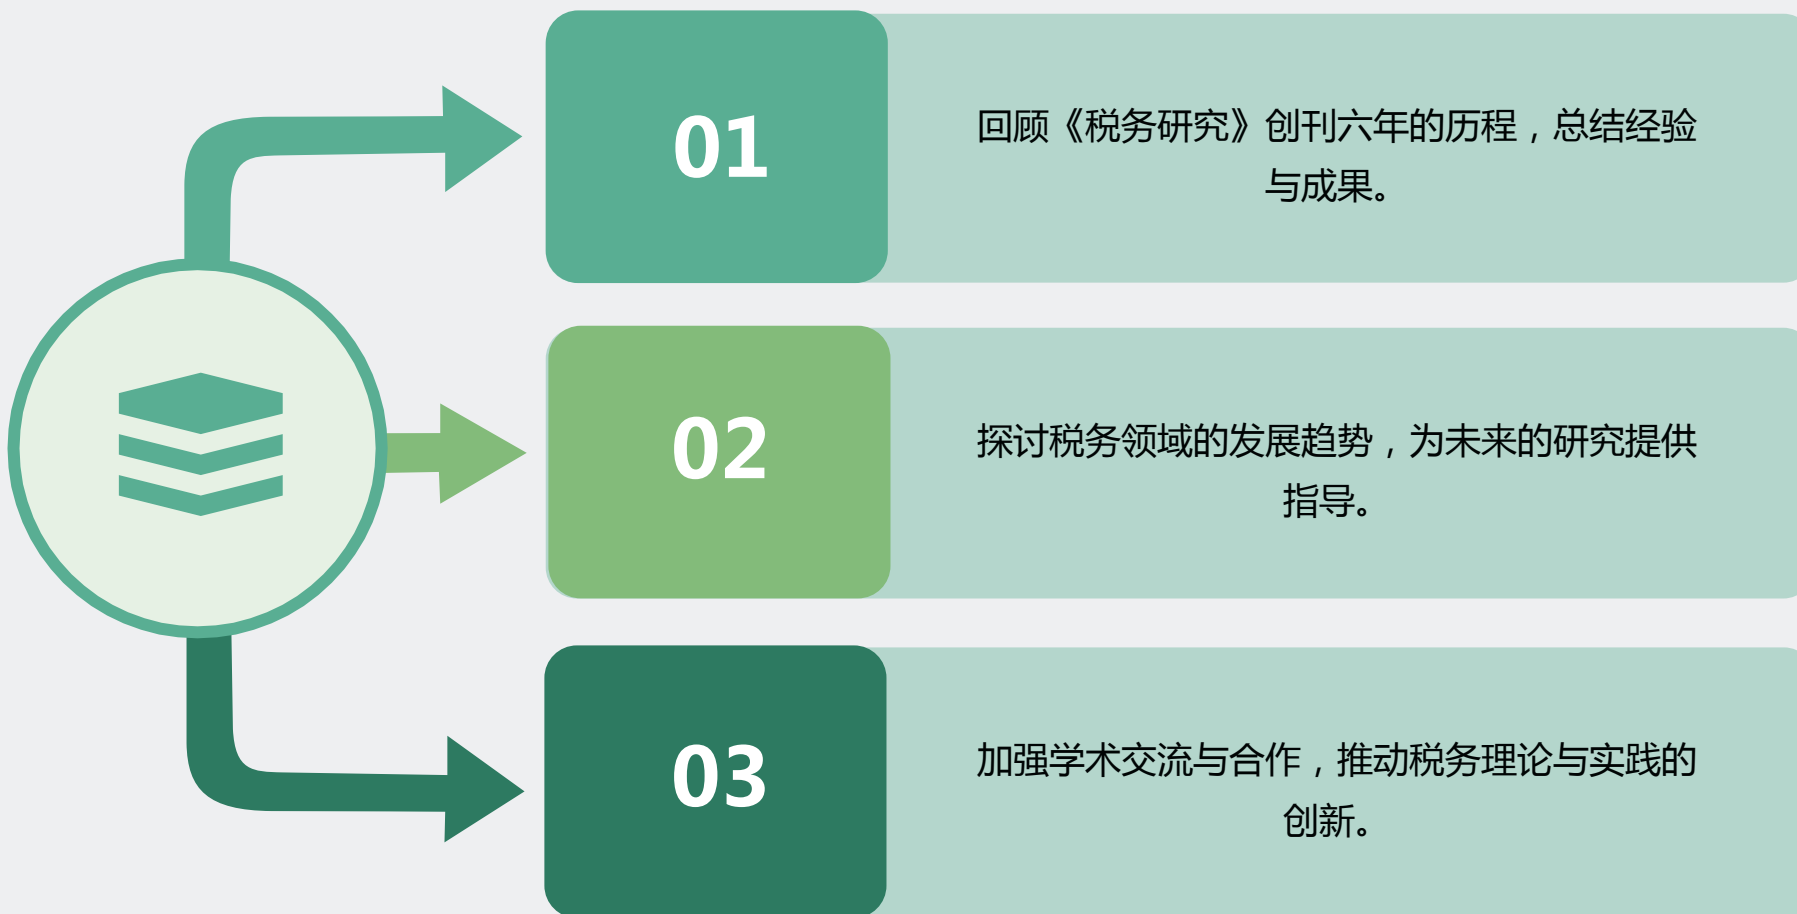 01
回顾《税务研究》创刊六年的历程，总结经验
与成果。
02
探讨税务领域的发展趋势，为未来的研究提供
指导。
03
加强学术交流与合作，推动税务理论与实践的
创新。